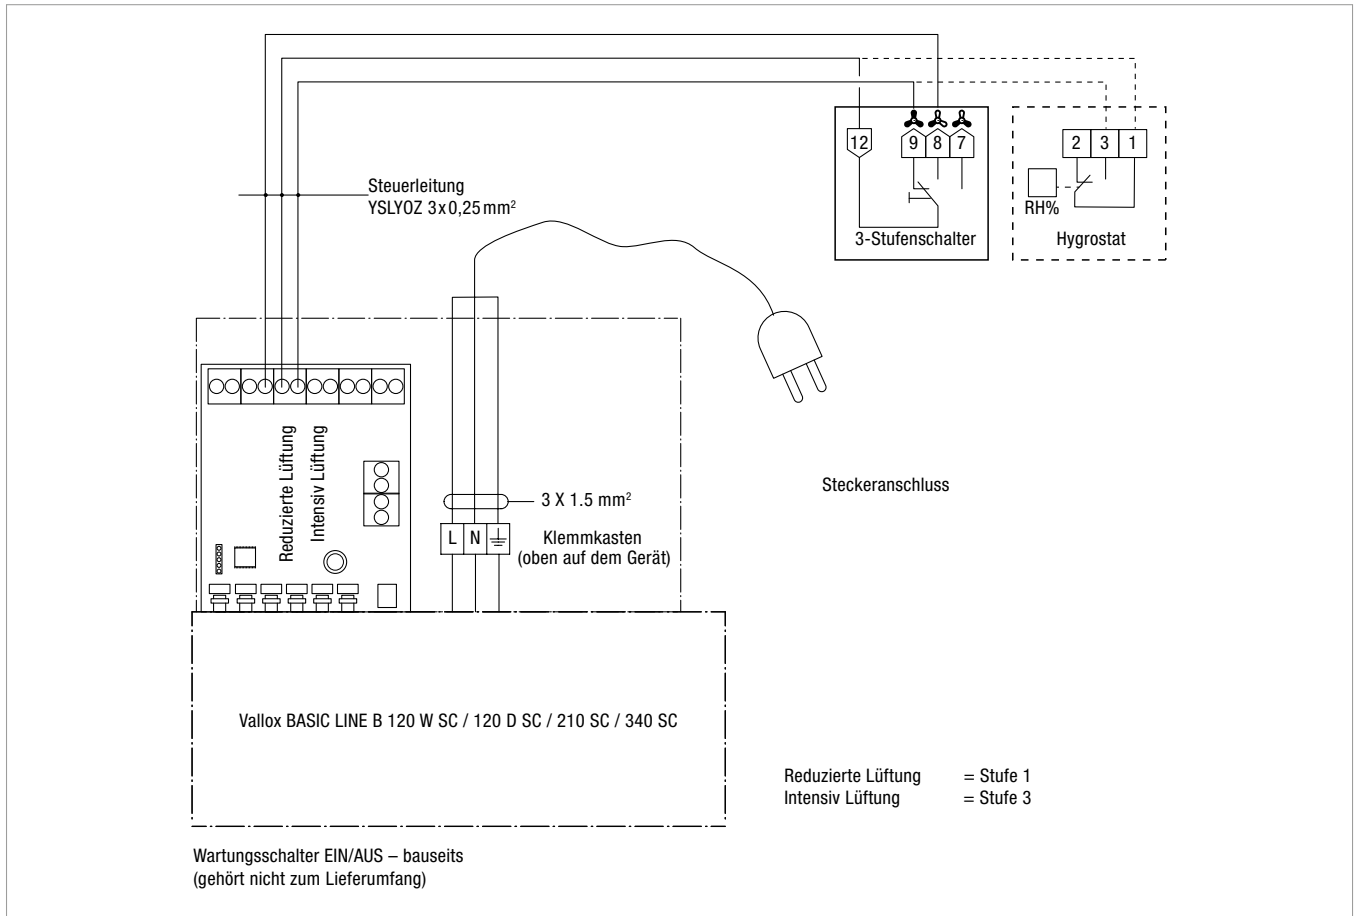 12
9 8 7
2 3 1
RH%
3-Stufenschalter
Hygrostat
Steuerleitung
YSLYOZ 3x0,25mm²
Reduzierte Lüftung
Intensiv Lüftung
3 X 1.5 mm²
L N
Klemmkasten
(oben auf dem Gerät)
Steckeranschluss
Vallox BASIC LINE B 120 W SC / 120 D SC / 210 SC / 340 SC
Reduzierte Lüftung = Stufe 1
Intensiv Lüftung = Stufe 3
Wartungsschalter EIN/AUS – bauseits
(gehört nicht zum Lieferumfang)